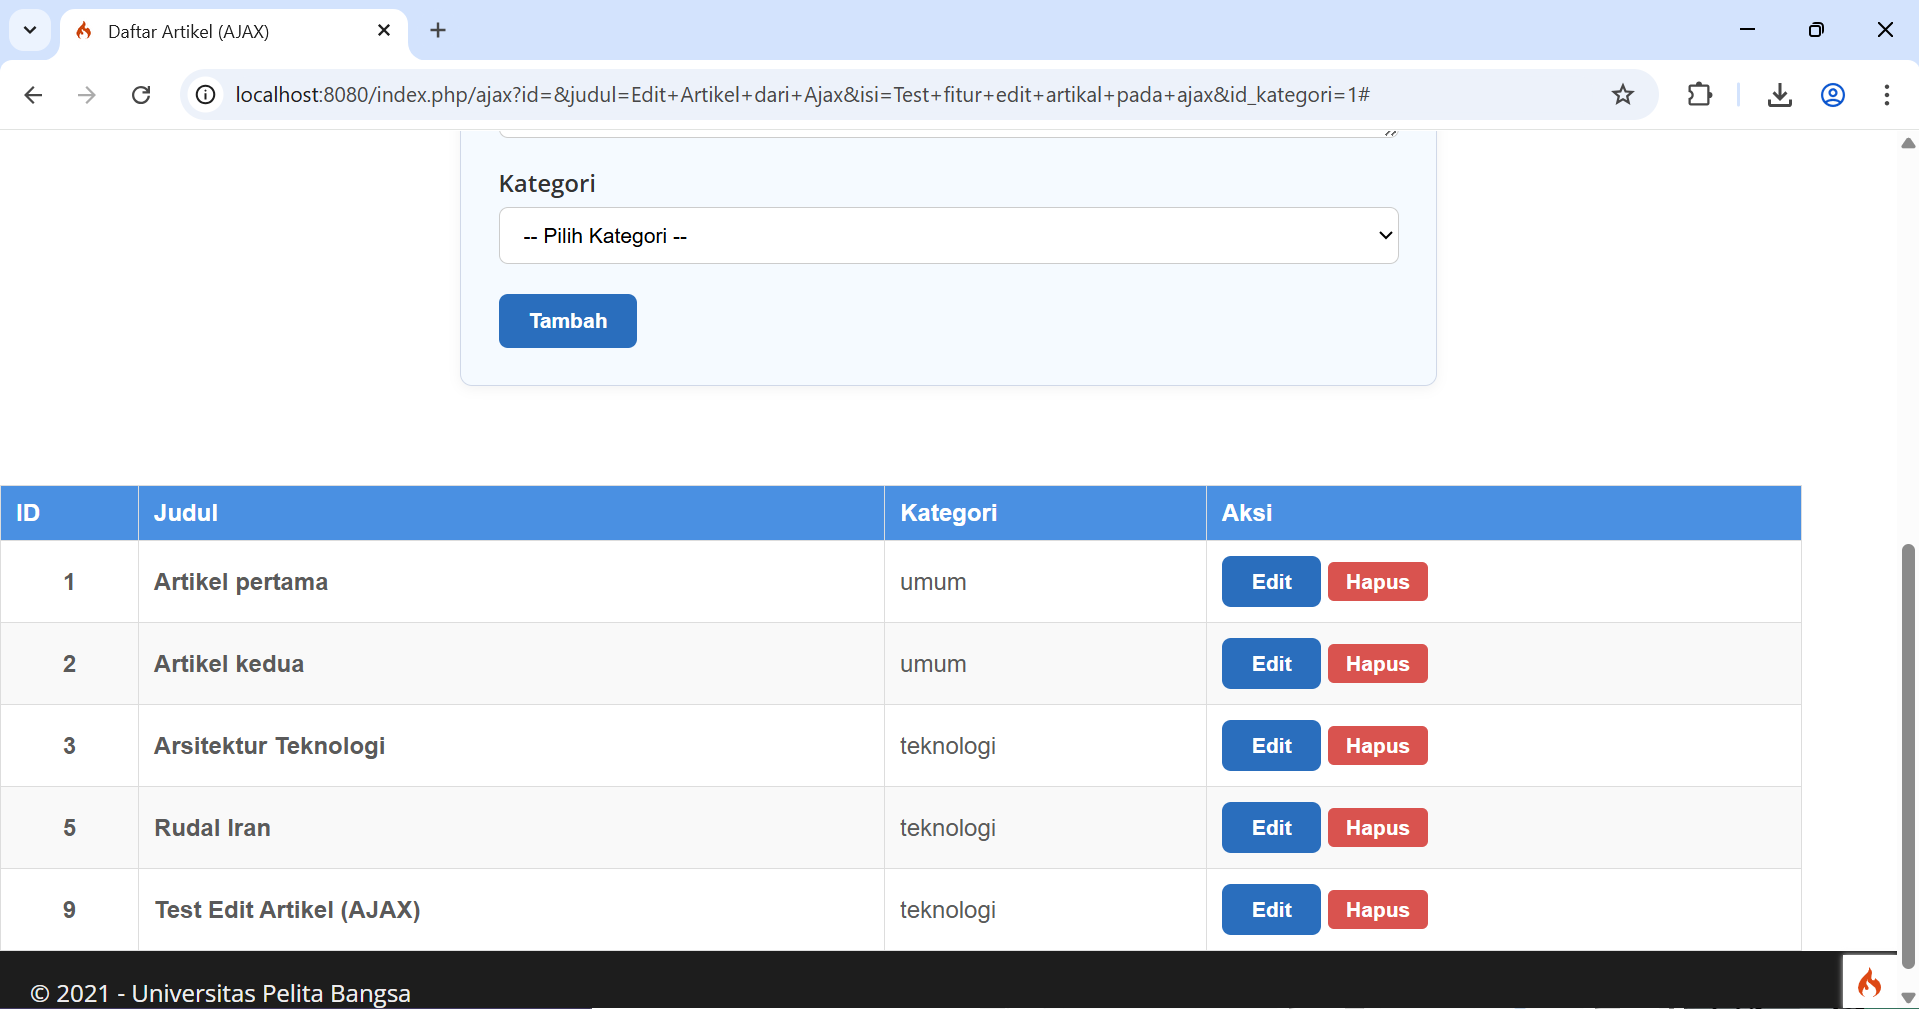 Daftar Artikel (AJAX)
localhost:8080/index.php/ajax?id=&judul=Edit+Artikel+dari+Ajax&isi=Test+fitur+edit+artikal+pada+ajax&id_kategori=1#
Kategori
-- Pilih Kategori --
Tambah
ID Judul Kategori Aksi
1 Artikel pertama umum Edit Hapus
2 Artikel kedua umum Edit Hapus
3 Arsitektur Teknologi teknologi Edit Hapus
5 Rudal Iran teknologi Edit Hapus
9 Test Edit Artikel (AJAX) teknologi Edit Hapus
© 2021 - Universitas Pelita Bangsa